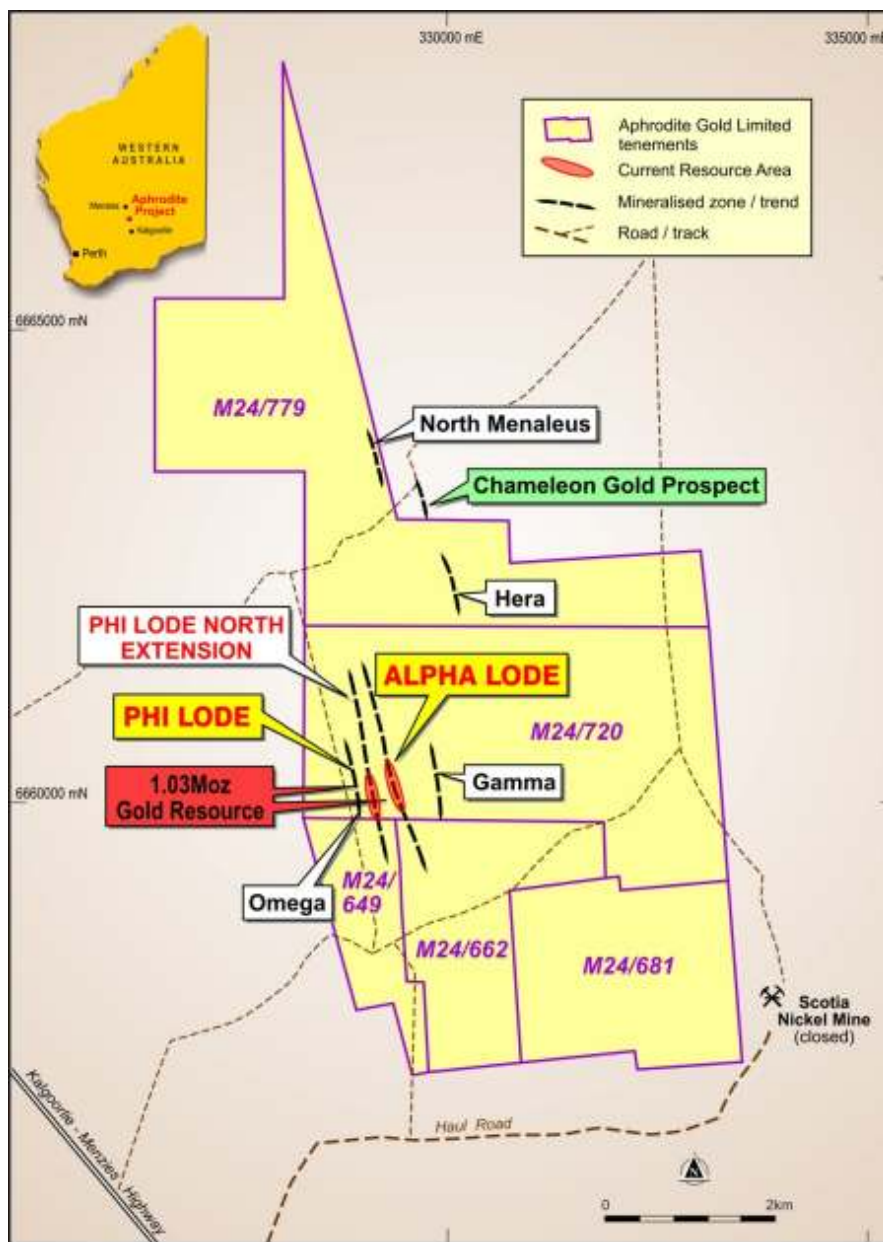 330000 mE
335000 mE
WESTERN
AUSTRALIA
Menzies
Aphrodite
Project
Kalgoorlie
Perth
Aphrodite Gold Limited
tenements
Current Resource Area
Mineralised zone / trend
Road / track
6665000 mN
M24/779
North Menaleus
Chameleon Gold Prospect
Hera
PHI LODE NORTH
EXTENSION
ALPHA LODE
PHI LODE
M24/720
1.03Moz
Gold Resource
Gamma
6660000 mN
M24/
649
Omega
M24/662
M24/681
Scotia
Nickel Mine
(closed)
Kalgoorlie - Menzies Highway
Haul Road
N
0
2km